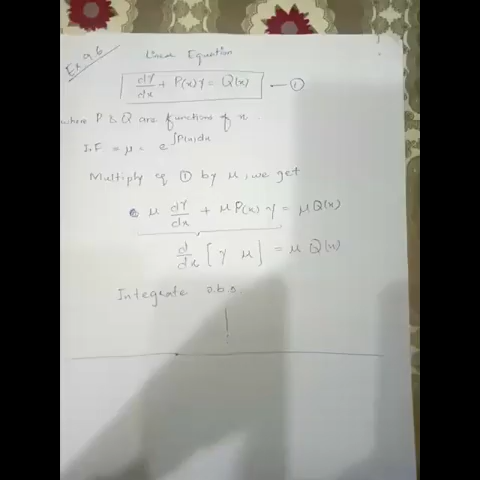 Ex 9.6
Linear Equation
dy/dx + P(x) y = Q(x) — ①
where P & Q are functions of x.
I.F = μ = e^∫P(x)dx
Multiply eq ① by μ, we get
μ dy/dx + μ P(x) y = μ Q(x)
d/dx [ y μ ] = μ Q(x)
Integrate o.b.s.